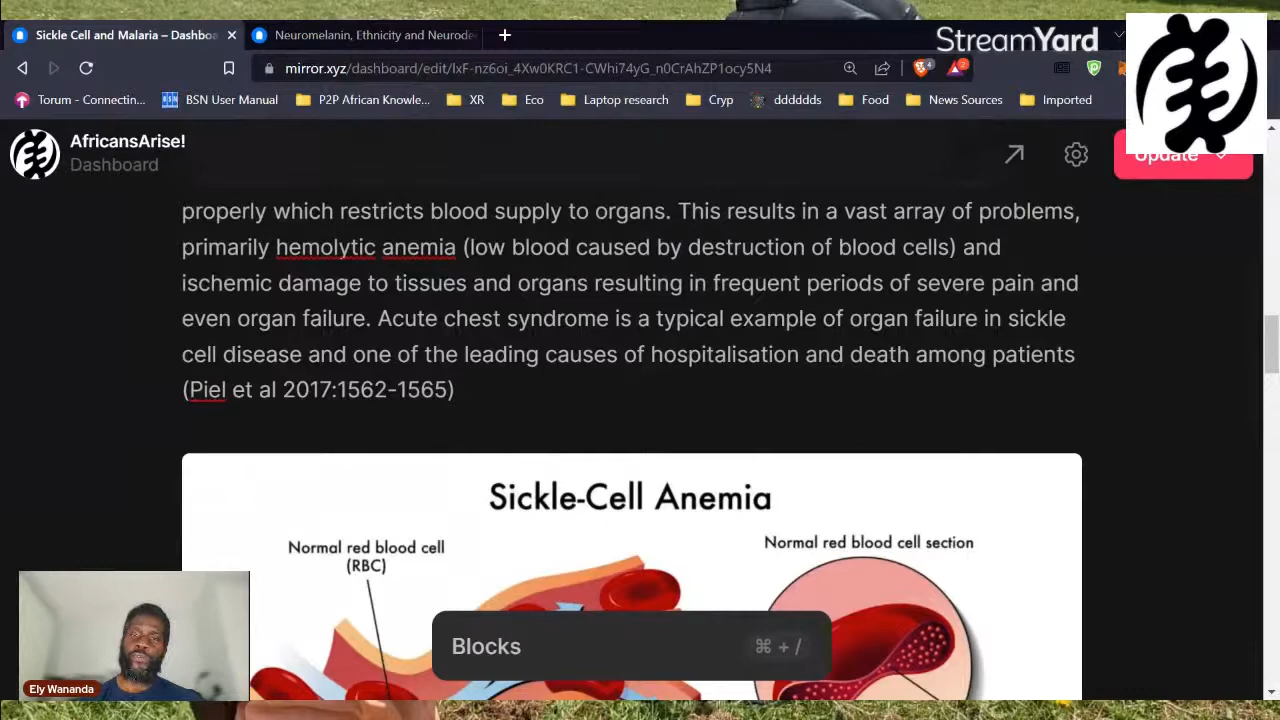 StreamYard
Sickle Cell and Malaria – Dashboa
Neuromelanin, Ethnicity and Neurode
mirror.xyz/dashboard/edit/IxF-nz6oi_4Xw0KRC1-CWhi74yG_n0CrAhZP1ocy5N4
4
2
Torum - Connectin...
BSN User Manual
P2P African Knowle...
XR
Eco
Laptop research
Cryp
dddddds
Food
News Sources
Imported
AfricansArise!
Dashboard
Update
properly which restricts blood supply to organs. This results in a vast array of problems,
primarily hemolytic anemia (low blood caused by destruction of blood cells) and
ischemic damage to tissues and organs resulting in frequent periods of severe pain and
even organ failure. Acute chest syndrome is a typical example of organ failure in sickle
cell disease and one of the leading causes of hospitalisation and death among patients
(Piel et al 2017:1562-1565)
Sickle-Cell Anemia
Normal red blood cell
(RBC)
Normal red blood cell section
Blocks
⌘ + /
Ely Wananda